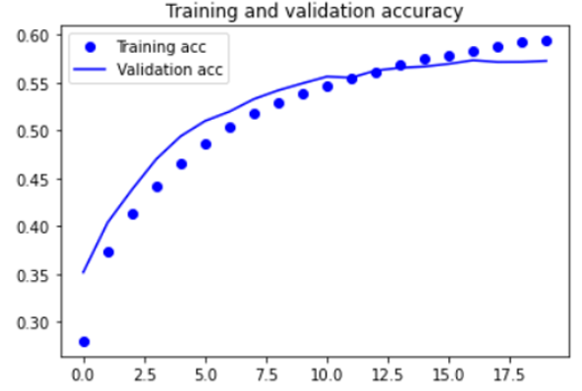 Training and validation accuracy
0.60
0.55
0.50
0.45
0.40
0.35
0.30
Training acc
Validation acc
0.0 2.5 5.0 7.5 10.0 12.5 15.0 17.5